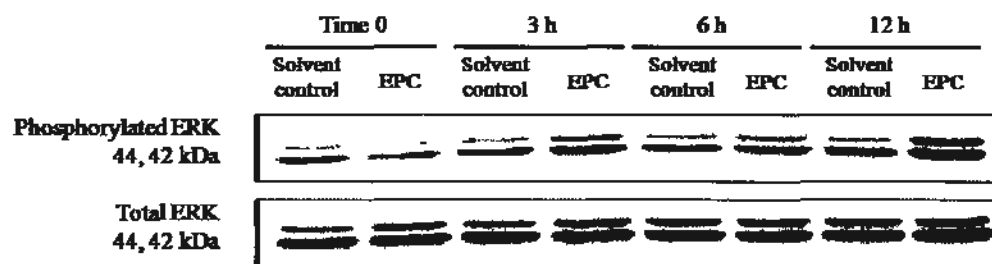 Time 0 3 h 6 h 12 h
Solvent control EPC Solvent control EPC Solvent control EPC Solvent control EPC
Phosphorylated ERK
44, 42 kDa
Total ERK
44, 42 kDa